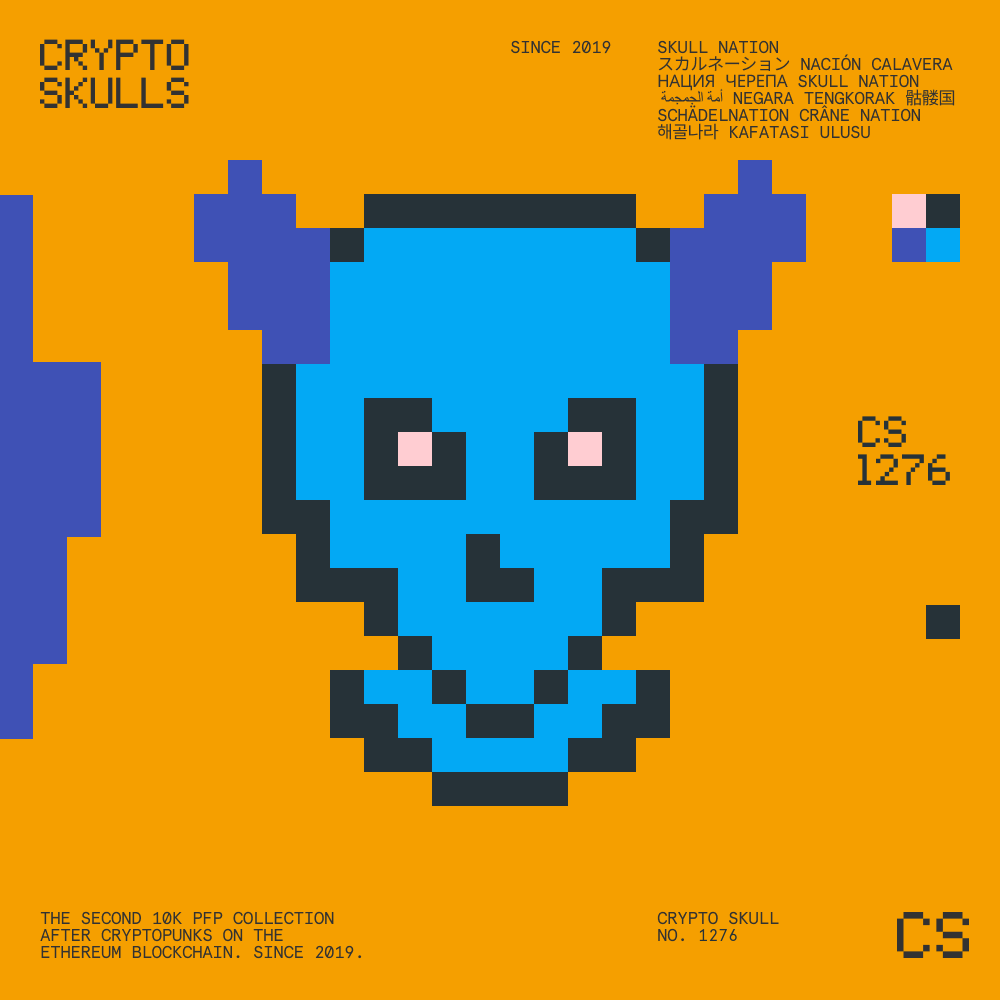 CRYPTO
SKULLS
SINCE 2019
SKULL NATION
スカルネーション NACIÓN CALAVERA
НАЦИЯ ЧЕРЕПА SKULL NATION
أمة الجمجمة NEGARA TENGKORAK 骷髅国
SCHÄDELNATION CRÂNE NATION
해골나라 KAFATASI ULUSU
CS
1276
THE SECOND 10K PFP COLLECTION
AFTER CRYPTOPUNKS ON THE
ETHEREUM BLOCKCHAIN. SINCE 2019.
CRYPTO SKULL
NO. 1276
CS